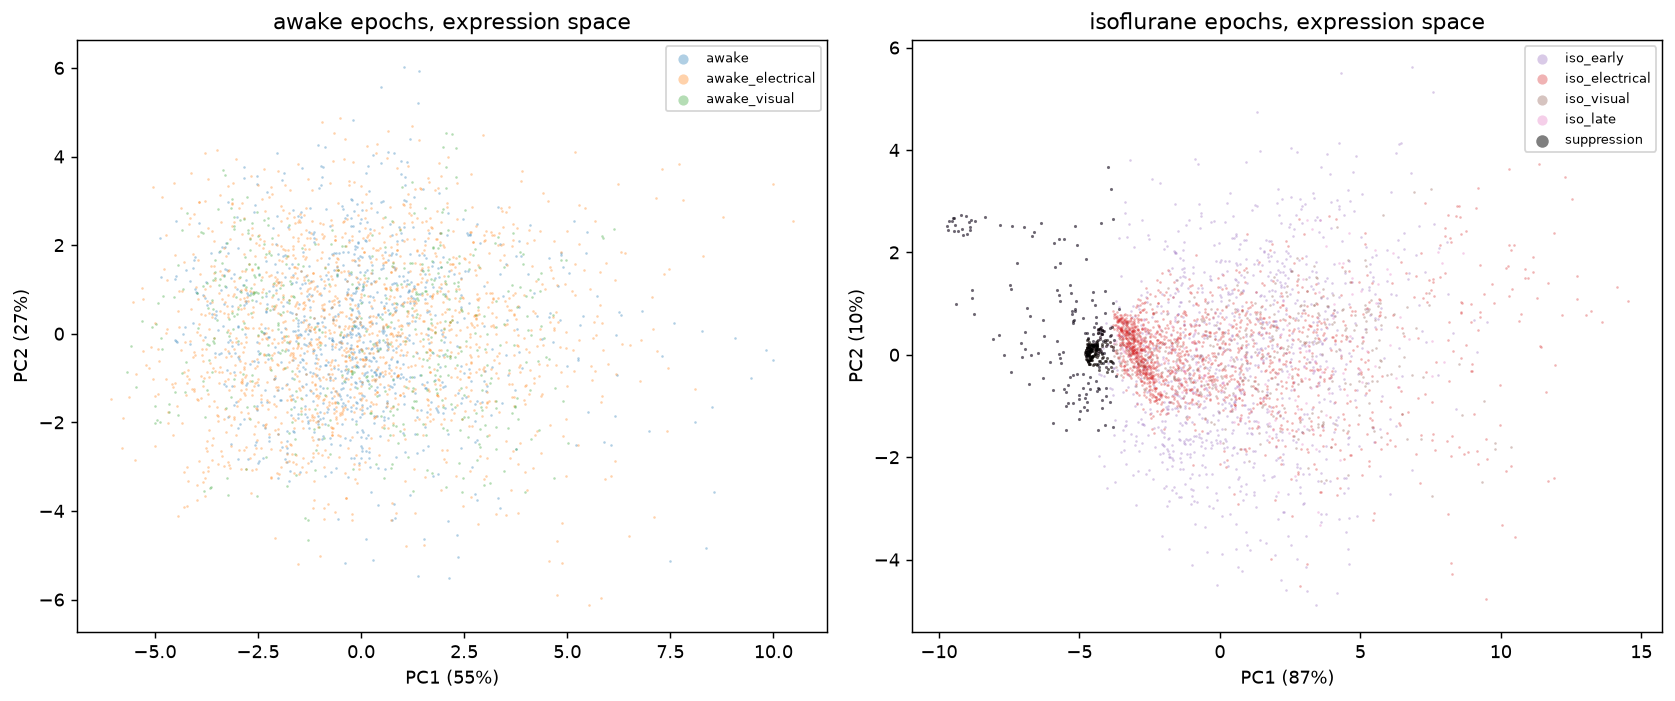 awake epochs, expression space
awake
awake_electrical
awake_visual
6
4
2
0
−2
−4
−6
PC2 (27%)
−5.0
−2.5
0.0
2.5
5.0
7.5
10.0
PC1 (55%)
isoflurane epochs, expression space
iso_early
iso_electrical
iso_visual
iso_late
suppression
6
4
2
0
−2
−4
PC2 (10%)
−10
−5
0
5
10
15
PC1 (87%)